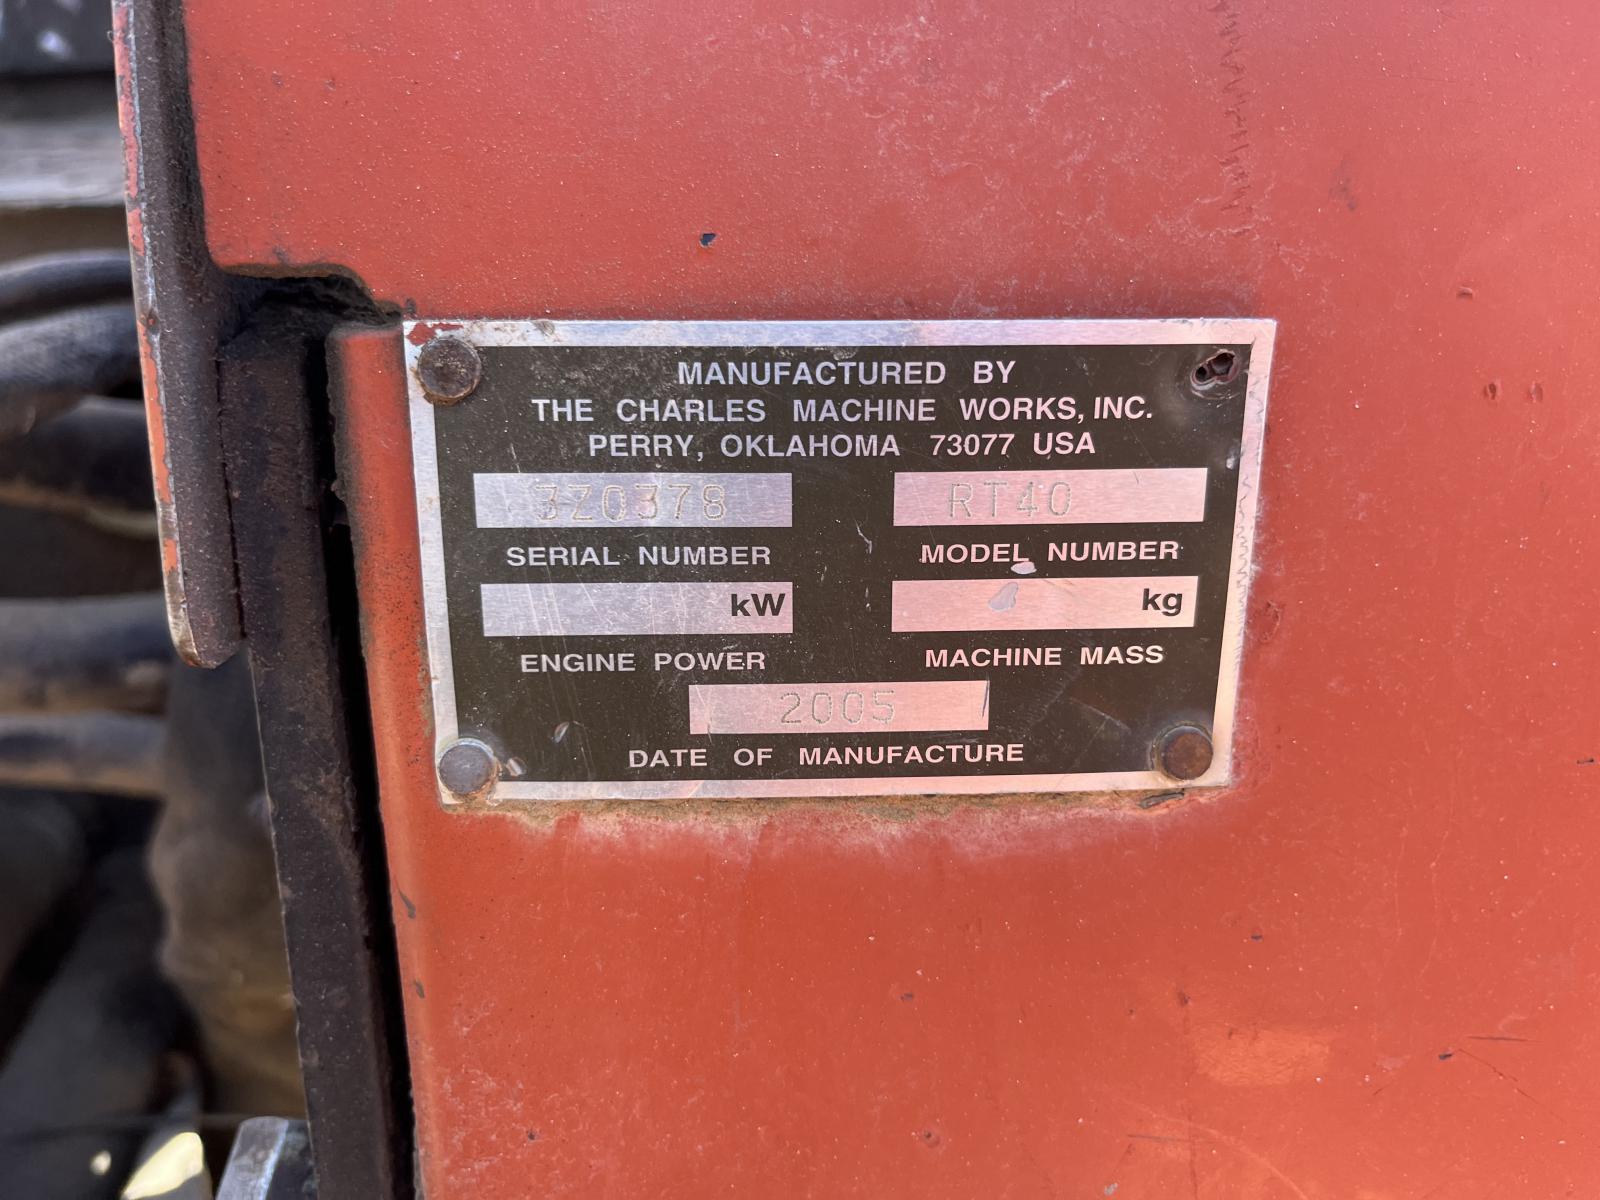 MANUFACTURED BY
THE CHARLES MACHINE WORKS, INC.
PERRY, OKLAHOMA 73077 USA
3Z0378 RT40
SERIAL NUMBER MODEL NUMBER
kW kg
ENGINE POWER MACHINE MASS
2005
DATE OF MANUFACTURE